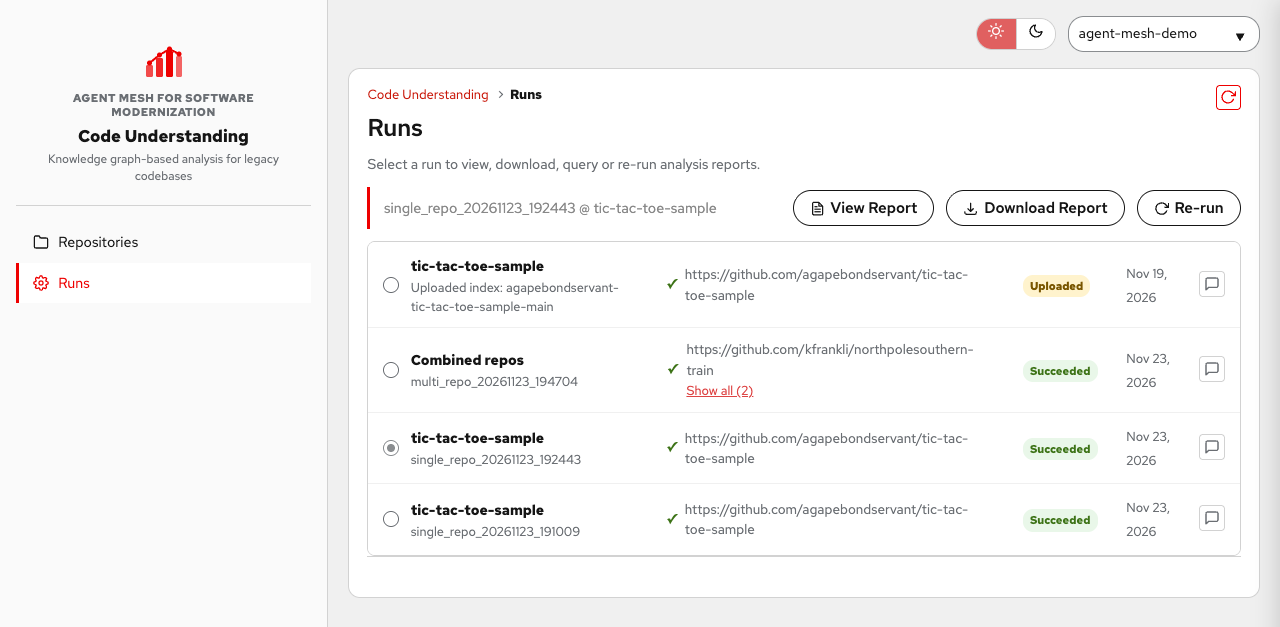 AGENT MESH FOR SOFTWARE
MODERNIZATION
Code Understanding
Knowledge graph-based analysis for legacy
codebases
Repositories
Runs
agent-mesh-demo
Code Understanding > Runs
Runs
Select a run to view, download, query or re-run analysis reports.
single_repo_20261123_192443 @ tic-tac-toe-sample
View Report
Download Report
Re-run
tic-tac-toe-sample
Uploaded index: agapebondservant-
tic-tac-toe-sample-main
https://github.com/agapebondservant/tic-tac-
toe-sample
Uploaded
Nov 19,
2026
Combined repos
multi_repo_20261123_194704
https://github.com/kfrankli/northpolesouthern-
train
Show all (2)
Succeeded
Nov 23,
2026
tic-tac-toe-sample
single_repo_20261123_192443
https://github.com/agapebondservant/tic-tac-
toe-sample
Succeeded
Nov 23,
2026
tic-tac-toe-sample
single_repo_20261123_191009
https://github.com/agapebondservant/tic-tac-
toe-sample
Succeeded
Nov 23,
2026